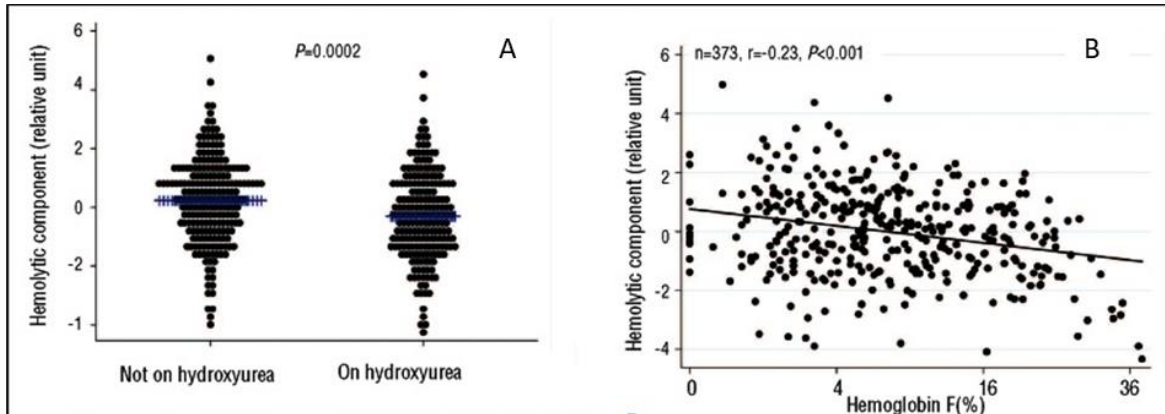 P=0.0002
A
Hemolytic component (relative unit)
6
4
2
0
-2
-1
Not on hydroxyurea
On hydroxyurea
n=373, r=-0.23, P<0.001
B
Hemolytic component (relative unit)
6
4
2
0
-2
-4
0
4
16
36
Hemoglobin F(%)